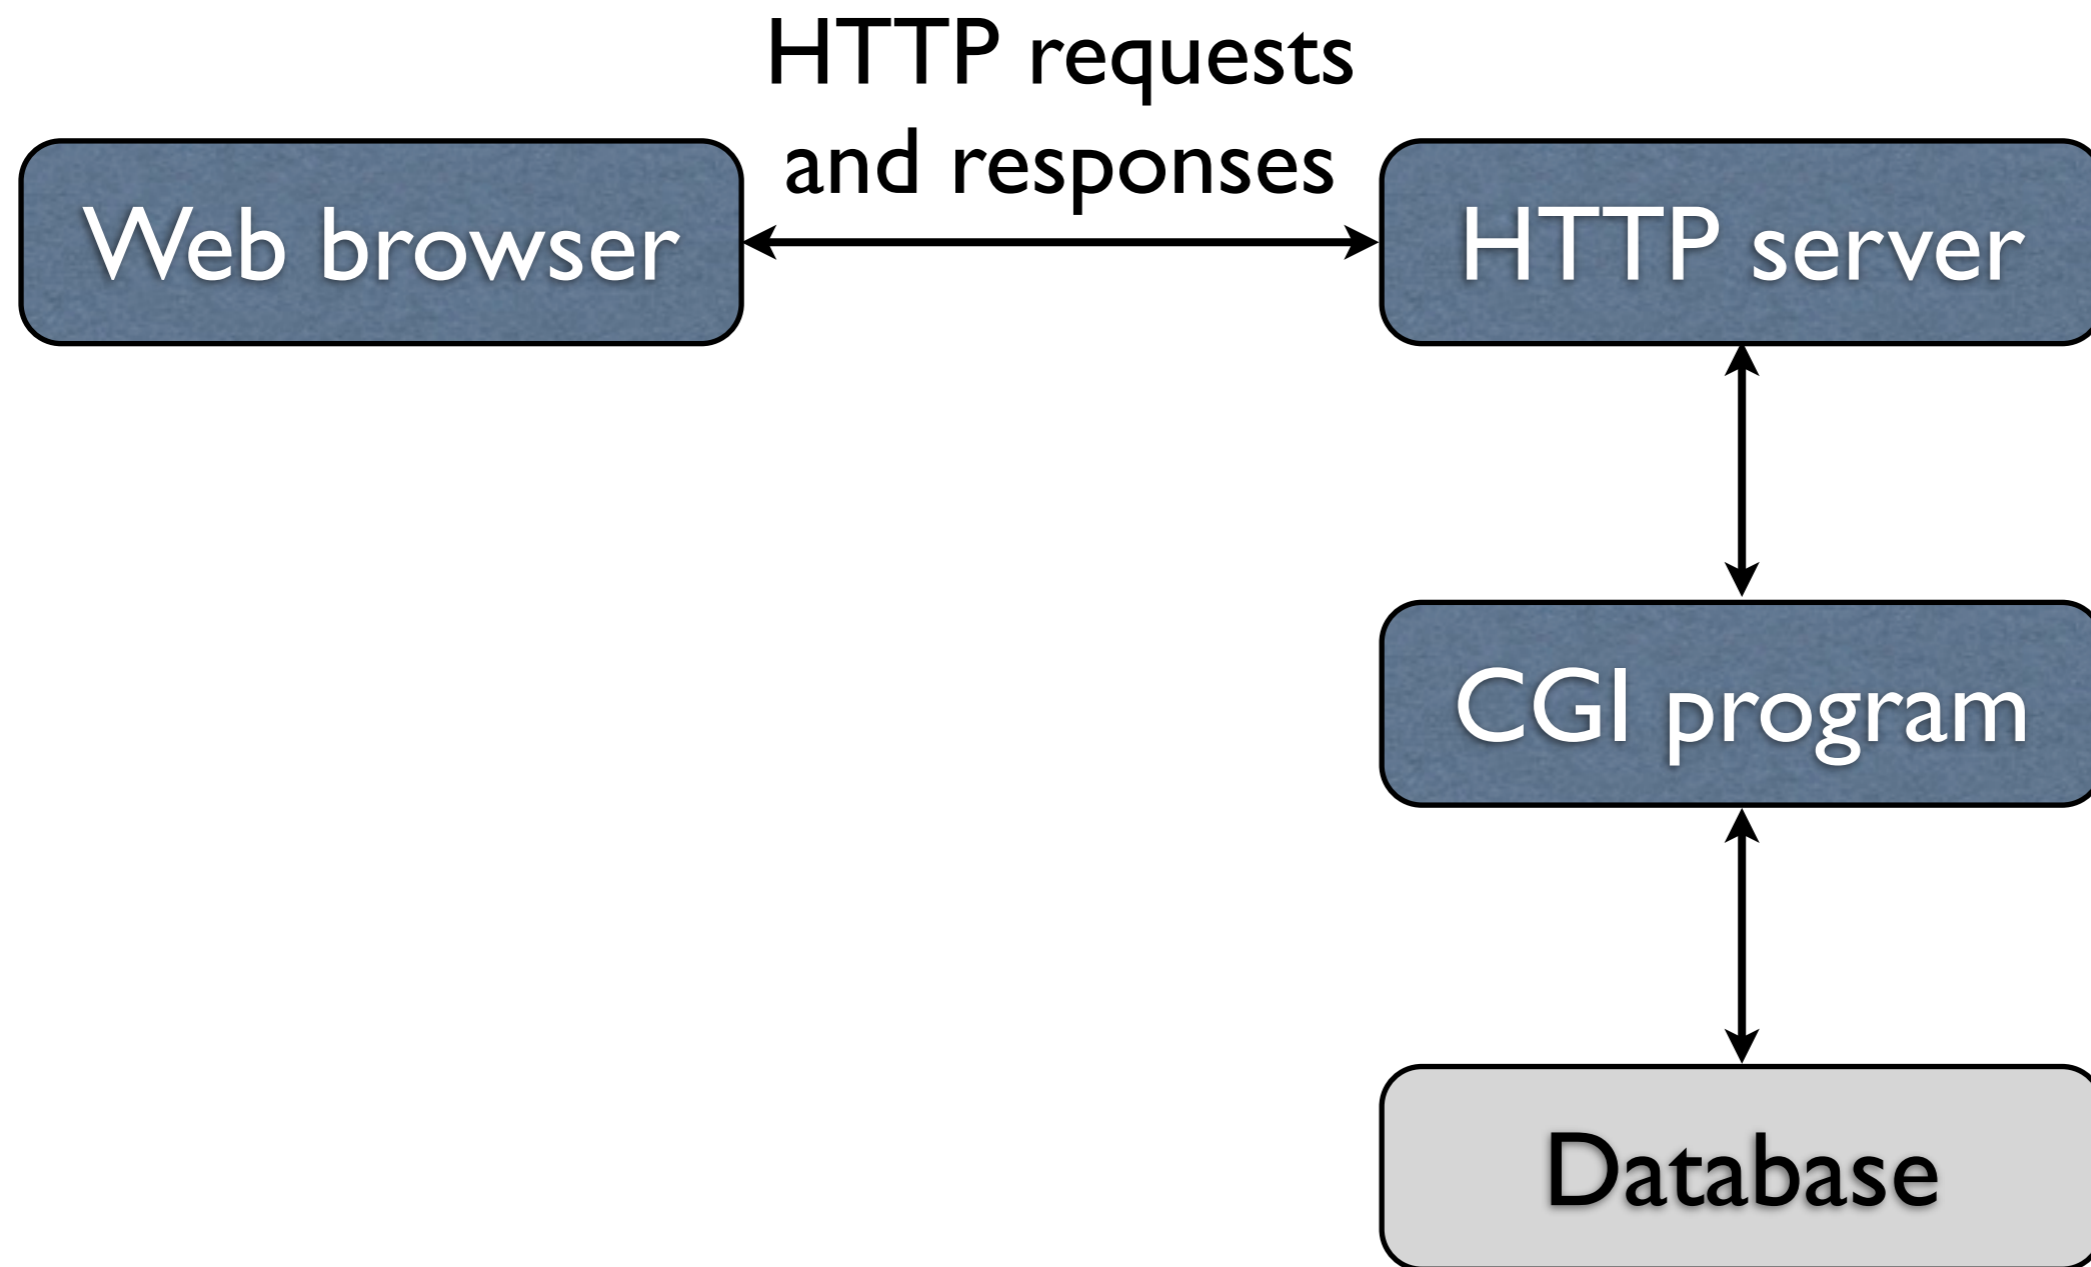 HTTP requests
and responses
Web browser
HTTP server
CGI program
Database